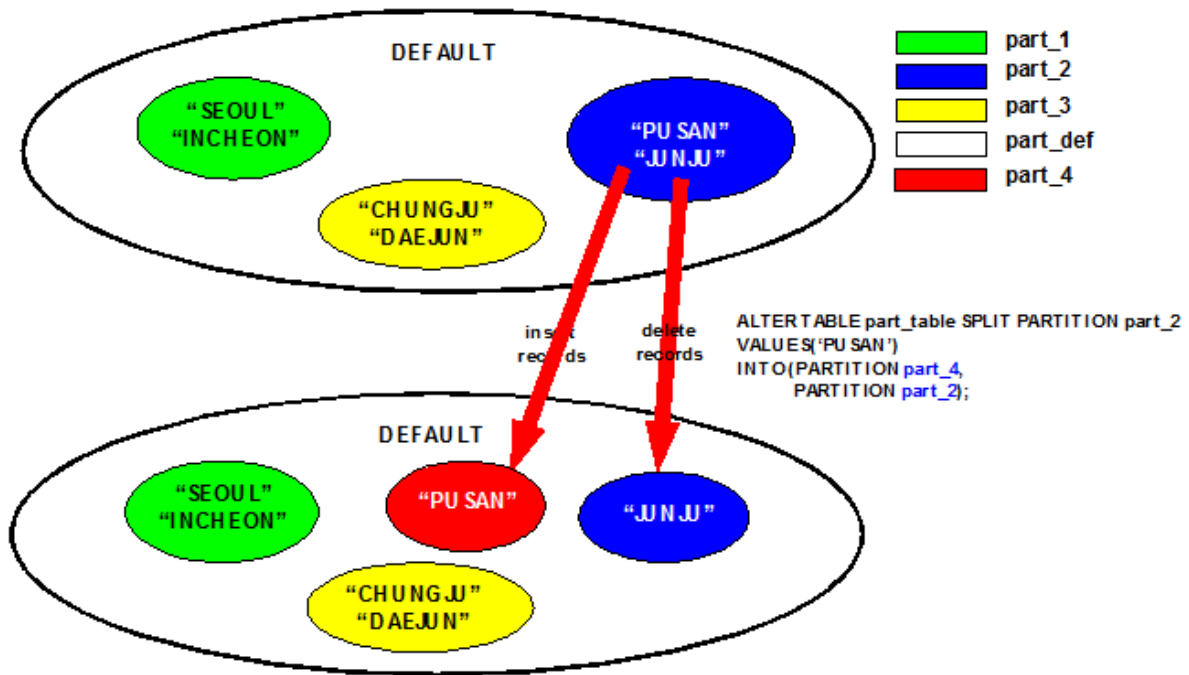 DEFAULT
“SEOUL”
“INCHEON”
“PUSAN”
“JUNJU”
“CHUNGJU”
“DAEJUN”
part_1
part_2
part_3
part_def
part_4
insert
records
delete
records
ALTER TABLE part_table SPLIT PARTITION part_2
VALUES(‘PUSAN’)
INTO(PARTITION part_4,
PARTITION part_2);
DEFAULT
“SEOUL”
“INCHEON”
“PUSAN”
“JUNJU”
“CHUNGJU”
“DAEJUN”